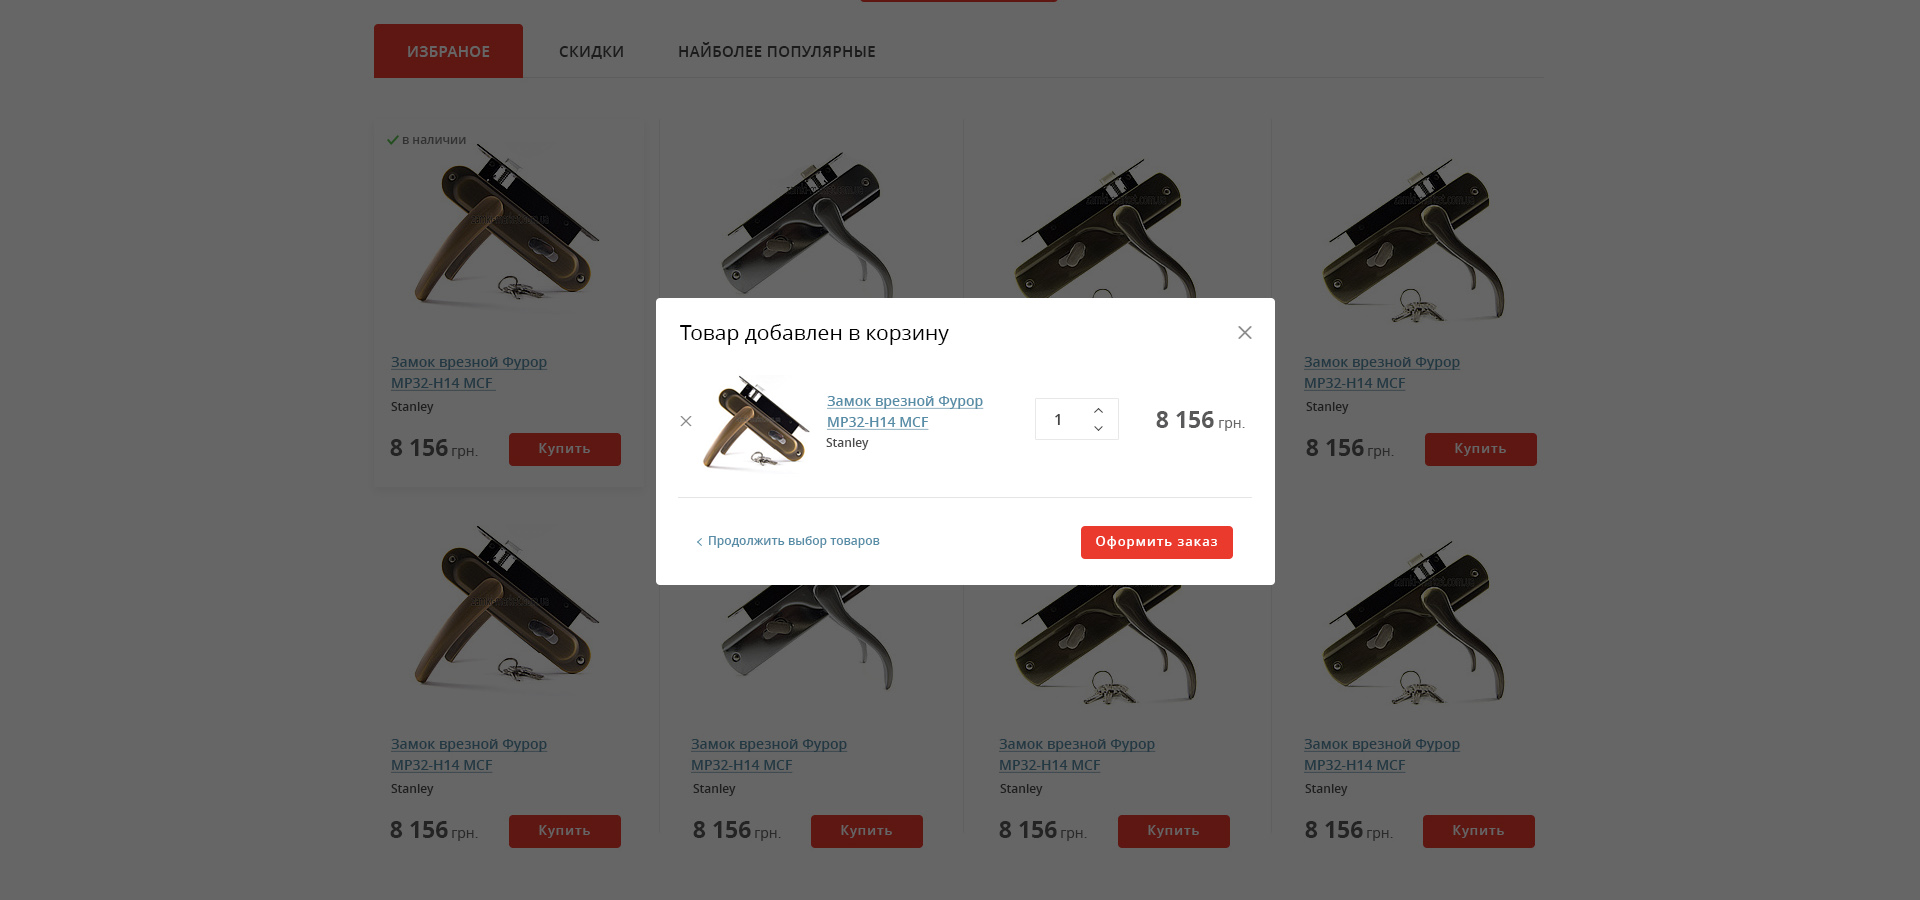 ИЗБРАНОЕ
СКИДКИ
НАЙБОЛЕЕ ПОПУЛЯРНЫЕ
в наличии
Замок врезной Фурор
MP32-H14 MCF
Stanley
8 156 грн.
Купить
Товар добавлен в корзину
Замок врезной Фурор
MP32-H14 MCF
Stanley
1
8 156 грн.
Продолжить выбор товаров
Оформить заказ
Замок врезной Фурор
MP32-H14 MCF
Stanley
8 156 грн.
Купить
Замок врезной Фурор
MP32-H14 MCF
Stanley
8 156 грн.
Купить
Замок врезной Фурор
MP32-H14 MCF
Stanley
8 156 грн.
Купить
Замок врезной Фурор
MP32-H14 MCF
Stanley
8 156 грн.
Купить
Замок врезной Фурор
MP32-H14 MCF
Stanley
8 156 грн.
Купить